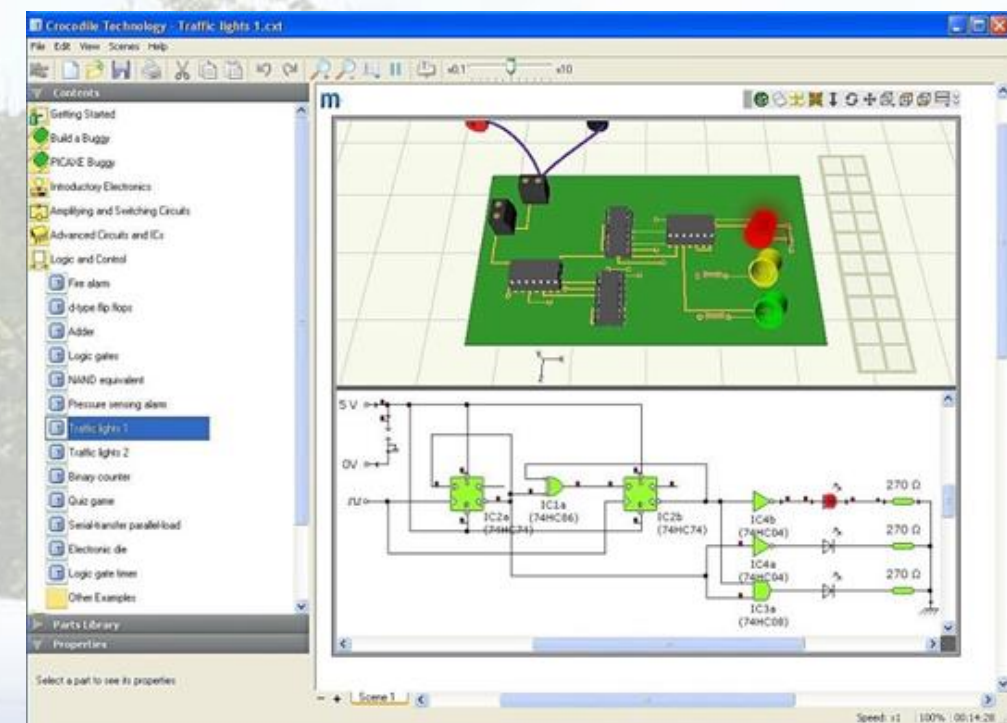 Crocodile Technology - Traffic lights 1.cxt
File Edit View Scenes Help
x0.1 x10
Contents
Getting Started
Build a Buggy
PICAXE Buggy
Introductory Electronics
Amplifying and Switching Circuits
Advanced Circuits and ICs
Logic and Control
Fire alarm
d-type flip flops
Adder
Logic gates
NAND equivalent
Pressure sensing alarm
Traffic lights 1
Traffic lights 2
Binary counter
Quiz game
Serial-transfer parallel-load
Electronic die
Logic gate timer
Other Examples
Parts Library
Properties
Select a part to see its properties
m
Y
Z
5 V
0V
IC2a
(74HC74)
IC1a
(74HC86)
IC2b
(74HC74)
IC4b
(74HC04)
270 Ω
IC4a
(74HC04)
270 Ω
IC3a
(74HC08)
270 Ω
- + Scene 1
Speed: x1 100% 00:14:28